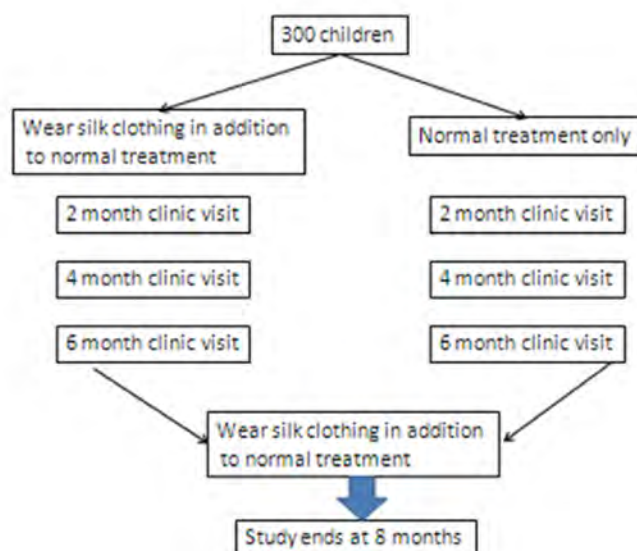 300 children
Wear silk clothing in addition
to normal treatment
Normal treatment only
2 month clinic visit
2 month clinic visit
4 month clinic visit
4 month clinic visit
6 month clinic visit
6 month clinic visit
Wear silk clothing in addition
to normal treatment
Study ends at 8 months